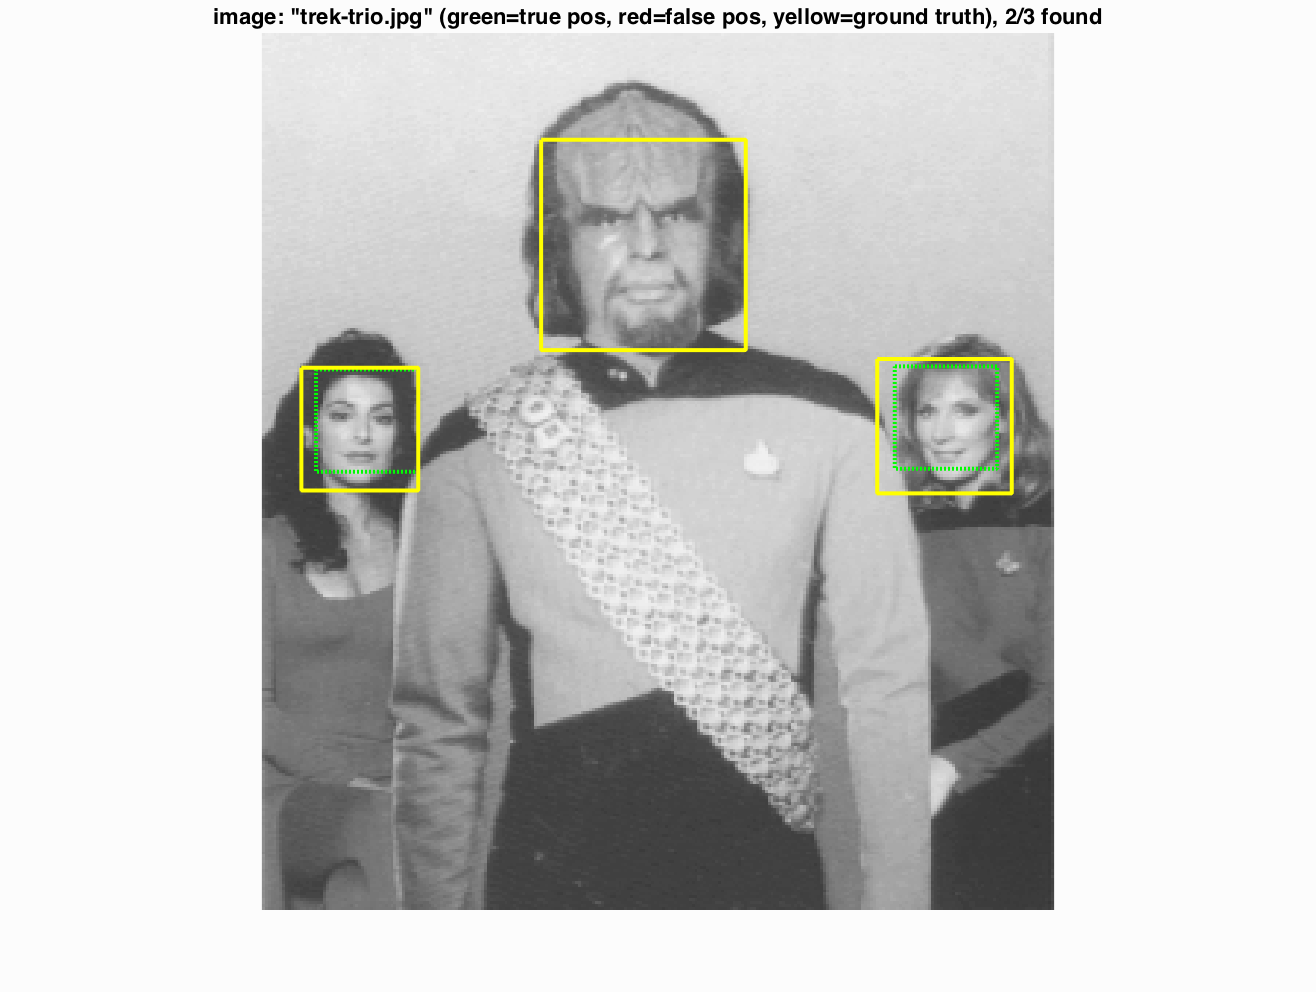 image: "trek-trio.jpg" (green=true pos, red=false pos, yellow=ground truth), 2/3 found